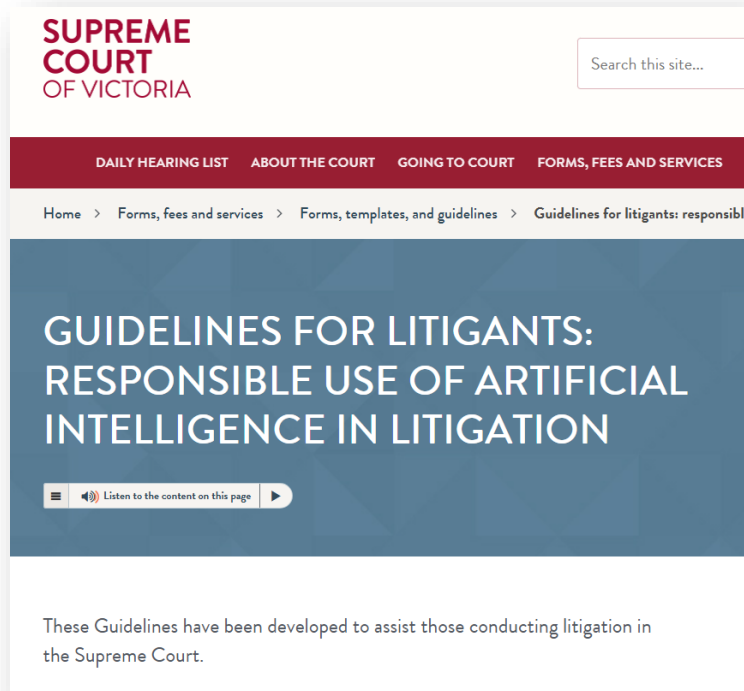 SUPREME
COURT
OF VICTORIA
Search this site...
DAILY HEARING LIST ABOUT THE COURT GOING TO COURT FORMS, FEES AND SERVICES
Home > Forms, fees and services > Forms, templates, and guidelines > Guidelines for litigants:
GUIDELINES FOR LITIGANTS:
RESPONSIBLE USE OF ARTIFICIAL
INTELLIGENCE IN LITIGATION
Listen to the content on this page
These Guidelines have been developed to assist those conducting litigation in
the Supreme Court.